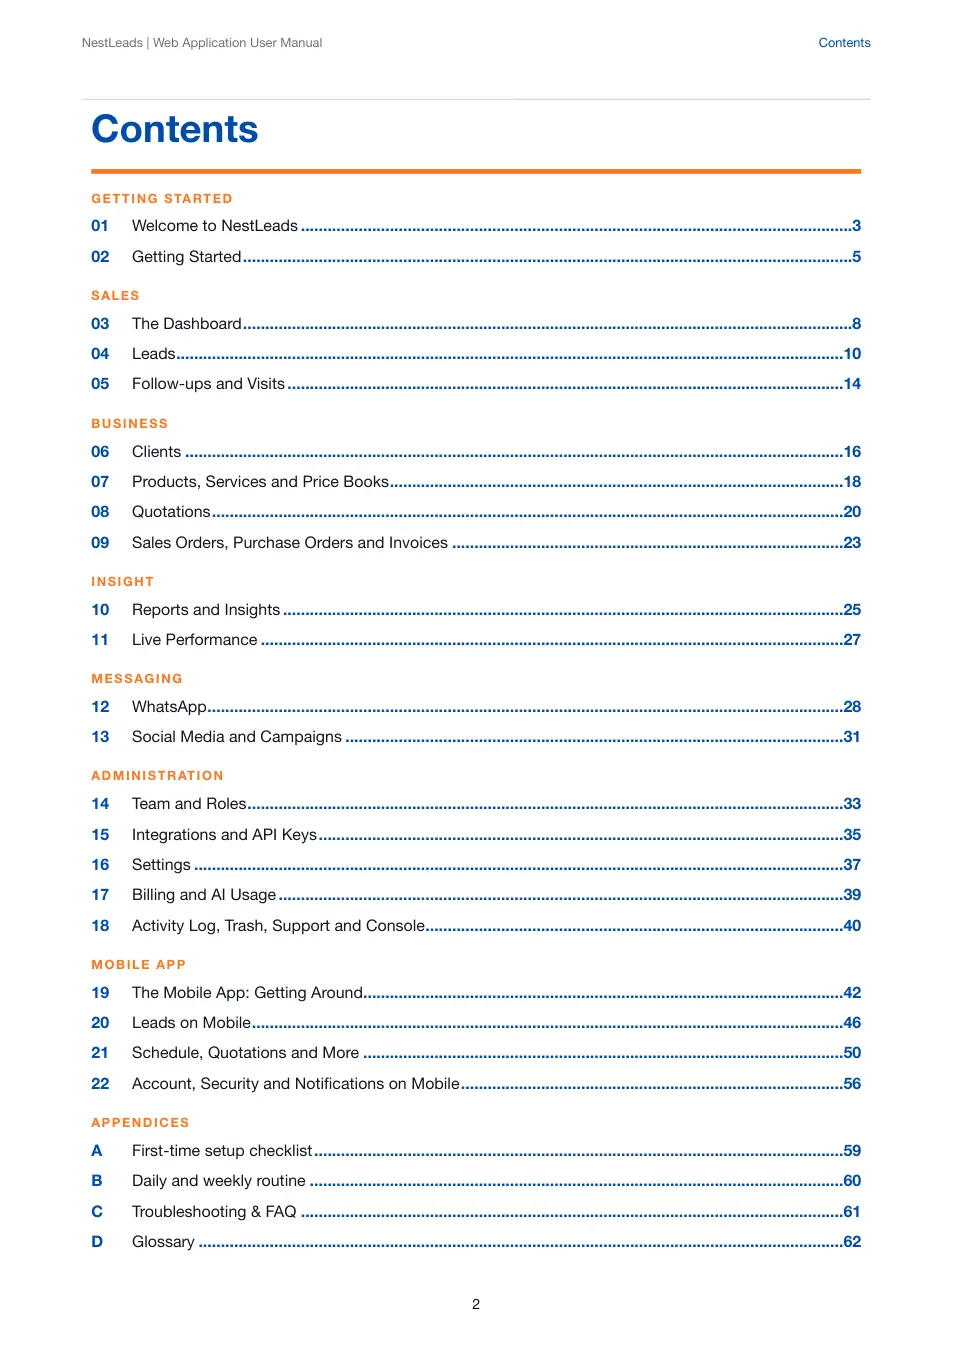 NestLeads | Web Application User Manual Contents
Contents
GETTING STARTED
01 Welcome to NestLeads 3
02 Getting Started 5
SALES
03 The Dashboard 8
04 Leads 10
05 Follow-ups and Visits 14
BUSINESS
06 Clients 16
07 Products, Services and Price Books 18
08 Quotations 20
09 Sales Orders, Purchase Orders and Invoices 23
INSIGHT
10 Reports and Insights 25
11 Live Performance 27
MESSAGING
12 WhatsApp 28
13 Social Media and Campaigns 31
ADMINISTRATION
14 Team and Roles 33
15 Integrations and API Keys 35
16 Settings 37
17 Billing and AI Usage 39
18 Activity Log, Trash, Support and Console 40
MOBILE APP
19 The Mobile App: Getting Around 42
20 Leads on Mobile 46
21 Schedule, Quotations and More 50
22 Account, Security and Notifications on Mobile 56
APPENDICES
A First-time setup checklist 59
B Daily and weekly routine 60
C Troubleshooting & FAQ 61
D Glossary 62
2